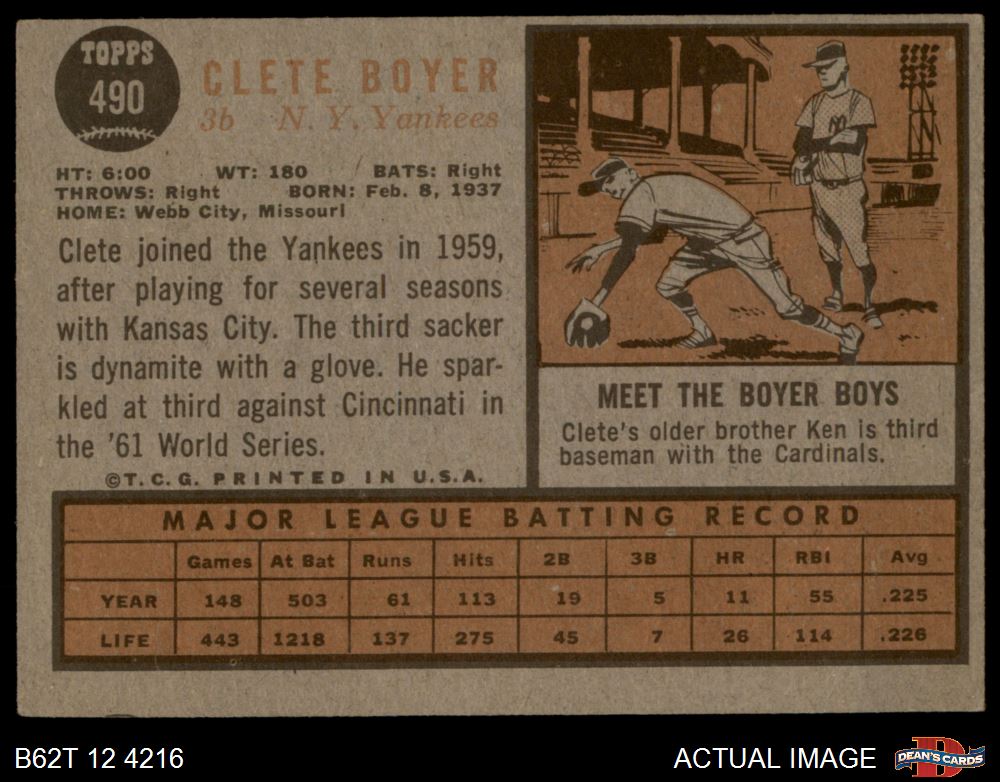 TOPPS
490
CLETE BOYER
3b N. Y. Yankees
HT: 6:00 WT: 180 BATS: Right
THROWS: Right BORN: Feb. 8, 1937
HOME: Webb City, Missouri
Clete joined the Yankees in 1959,
after playing for several seasons
with Kansas City. The third sacker
is dynamite with a glove. He spar-
kled at third against Cincinnati in
the '61 World Series.
©T.C.G. PRINTED IN U.S.A.
MEET THE BOYER BOYS
Clete's older brother Ken is third
baseman with the Cardinals.
MAJOR LEAGUE BATTING RECORD
Games At Bat Runs Hits 2B 3B HR RBI Avg
YEAR 148 503 61 113 19 5 11 55 .225
LIFE 443 1218 137 275 45 7 26 114 .226
B62T 12 4216
ACTUAL IMAGE
D
DEAN'S CARDS